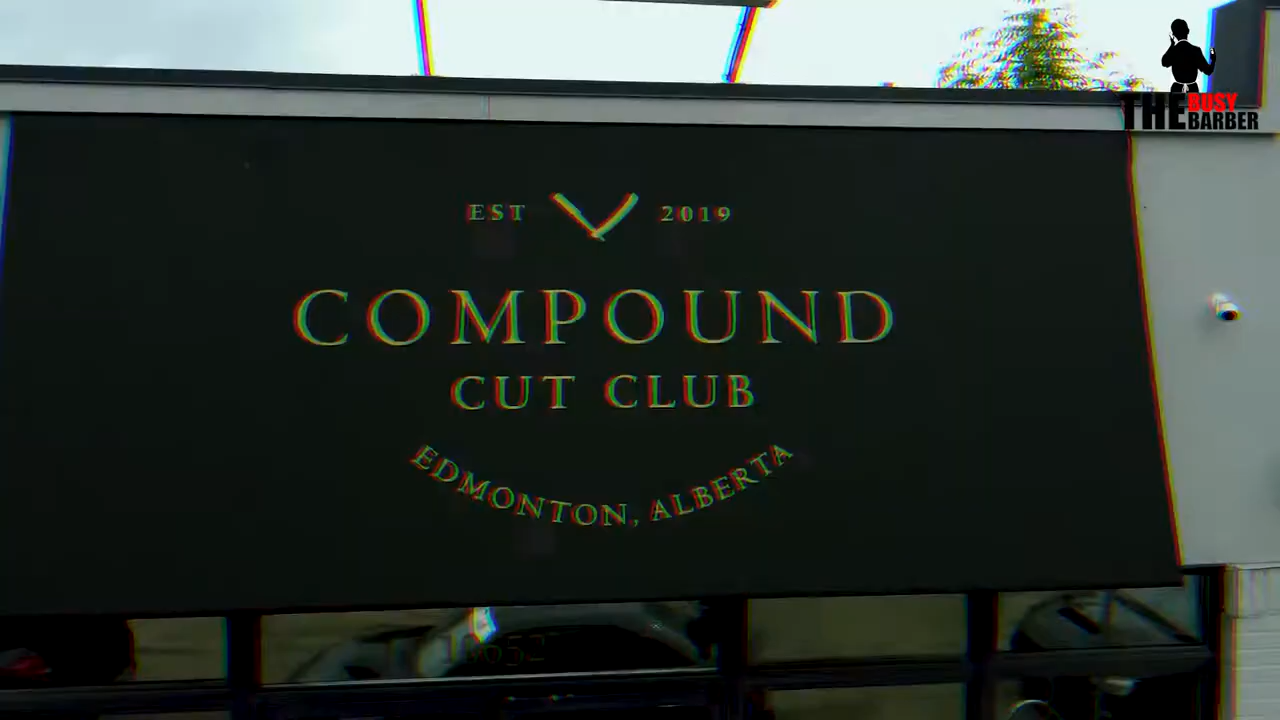 THE BUSY BARBER
EST 2019
COMPOUND
CUT CLUB
EDMONTON, ALBERTA